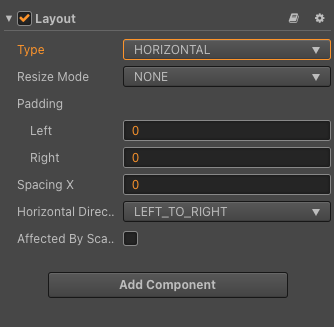 Layout
Type HORIZONTAL
Resize Mode NONE
Padding
Left 0
Right 0
Spacing X 0
Horizontal Direc.. LEFT_TO_RIGHT
Affected By Sca..
Add Component